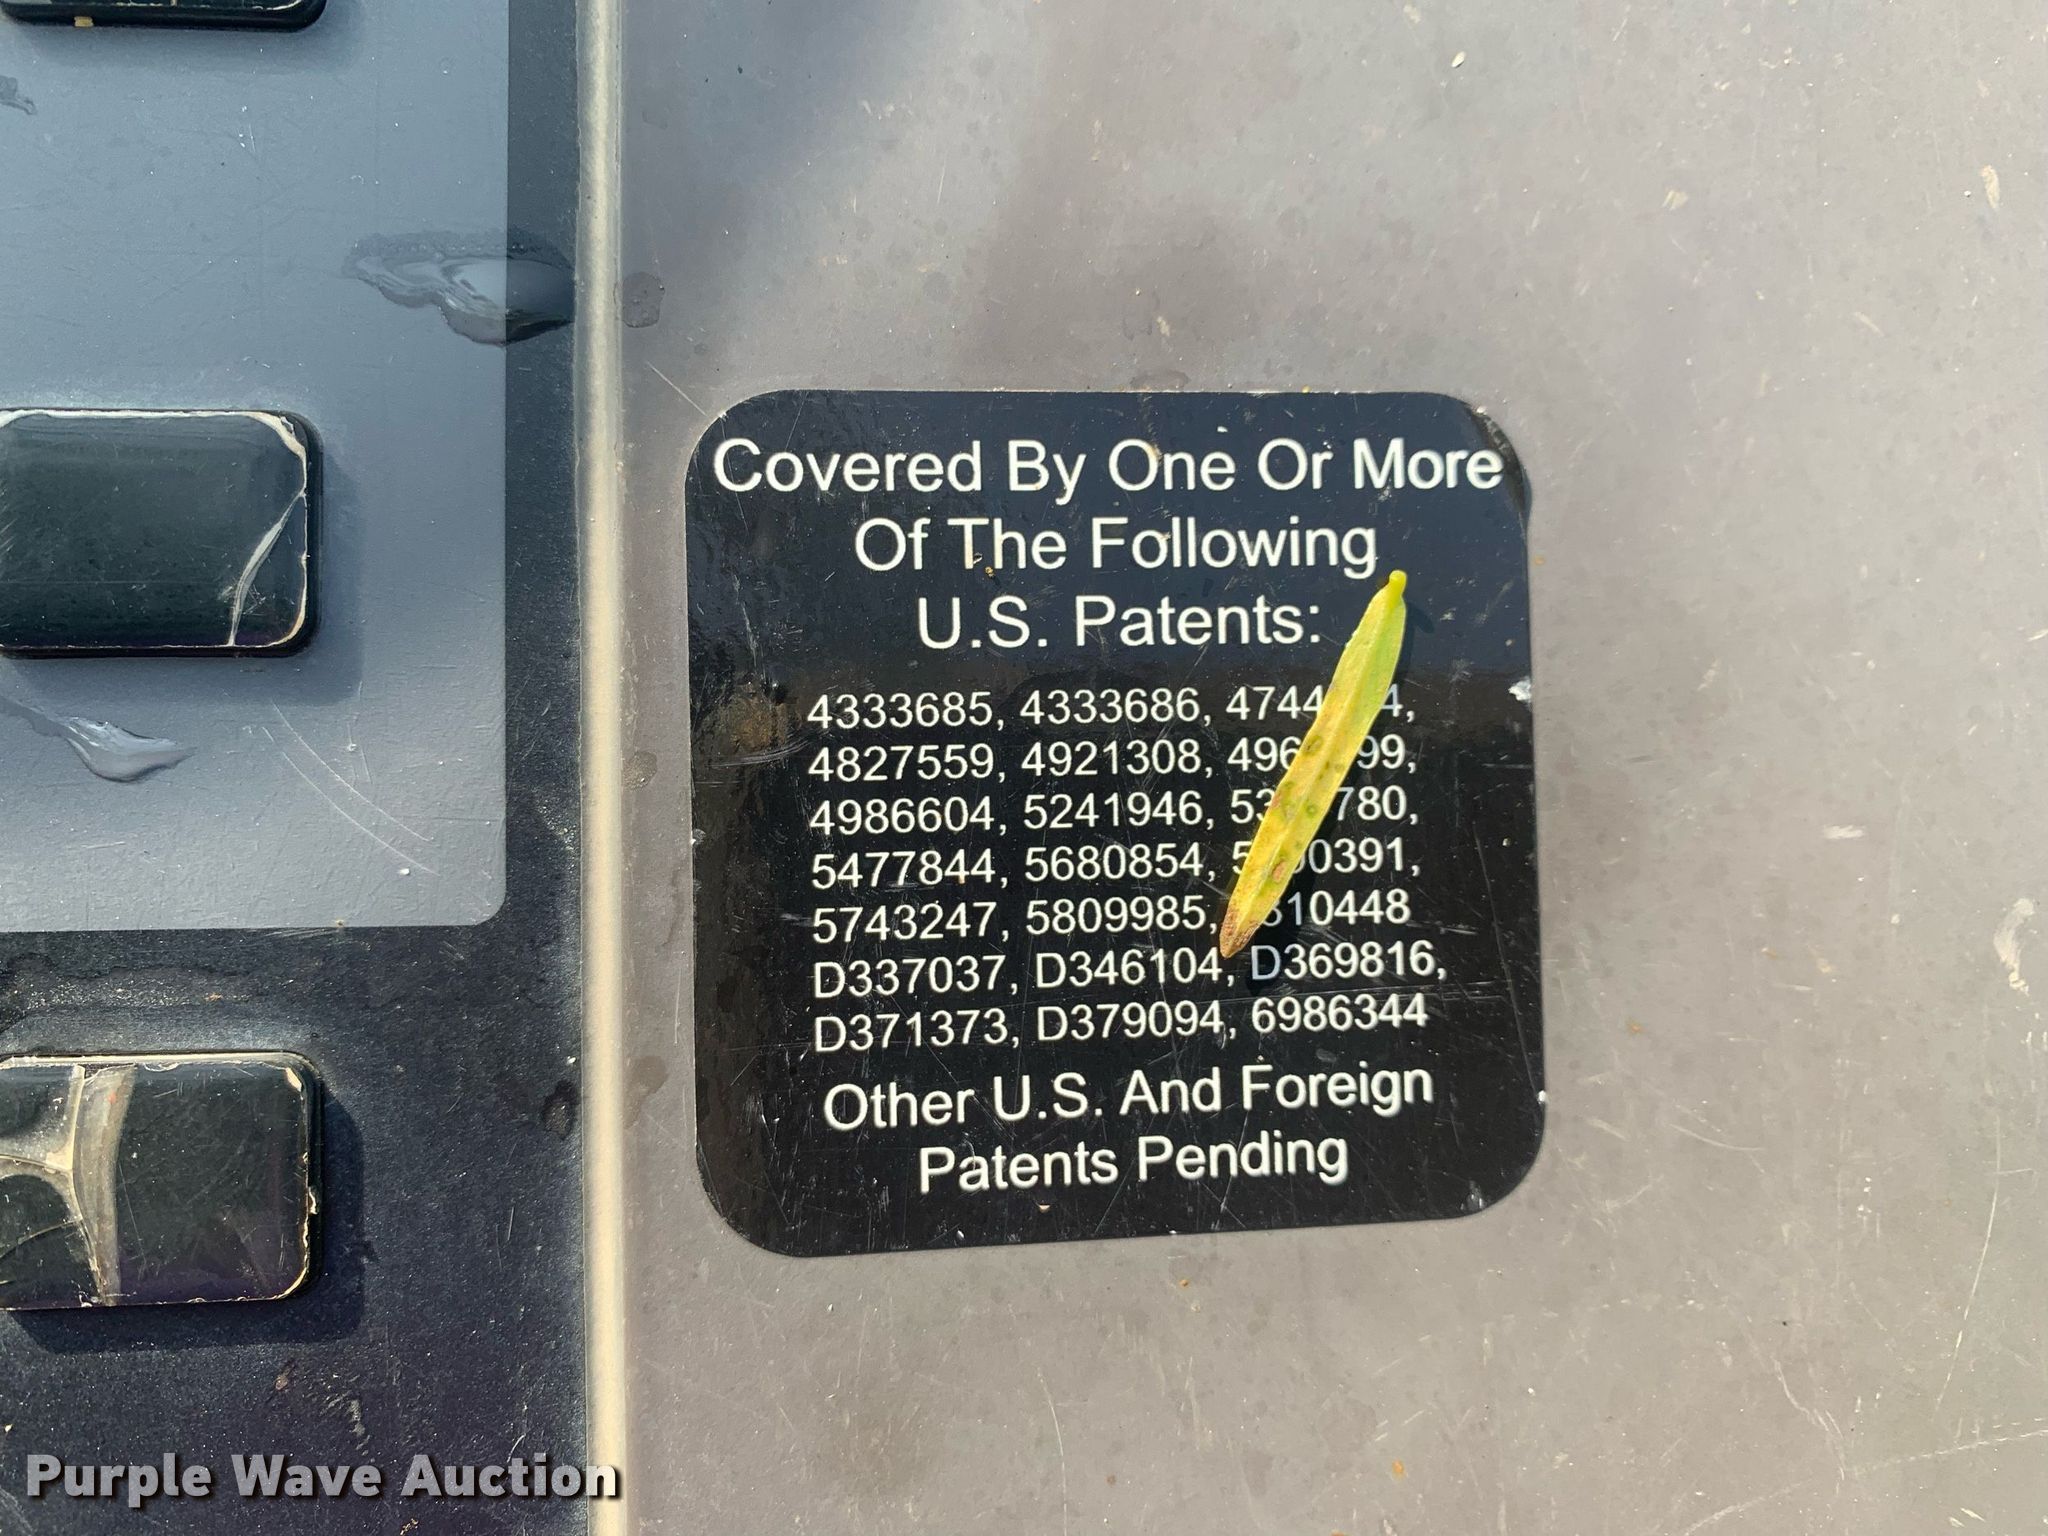 Covered By One Or More
Of The Following
U.S. Patents:
4333685, 4333686,
4827559, 4921308,
4986604, 5241946,
5477844, 5680854,
5743247, 5809985,
D337037, D346104, D369816,
D371373, D379094, 6986344
Other U.S. And Foreign
Patents Pending
Purple Wave Auction